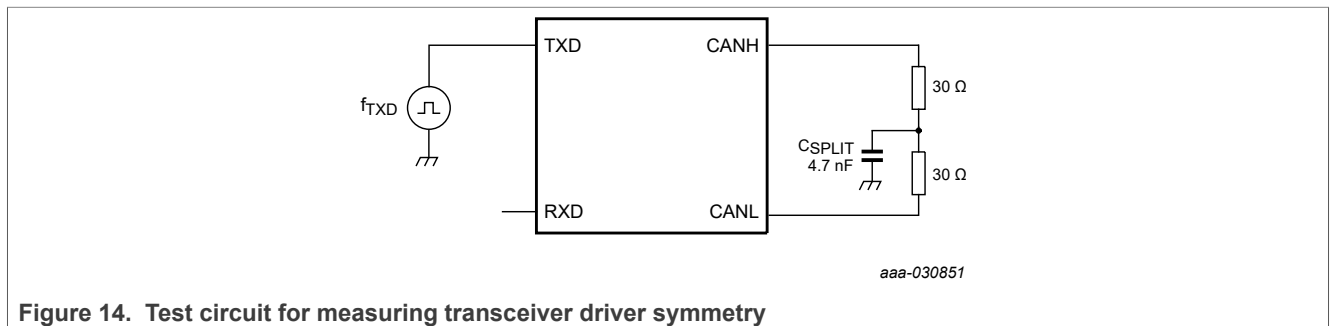 TXD
CANH
30 Ω
fTXD
CSPLIT
4.7 nF
30 Ω
RXD
CANL
aaa-030851
Figure 14. Test circuit for measuring transceiver driver symmetry